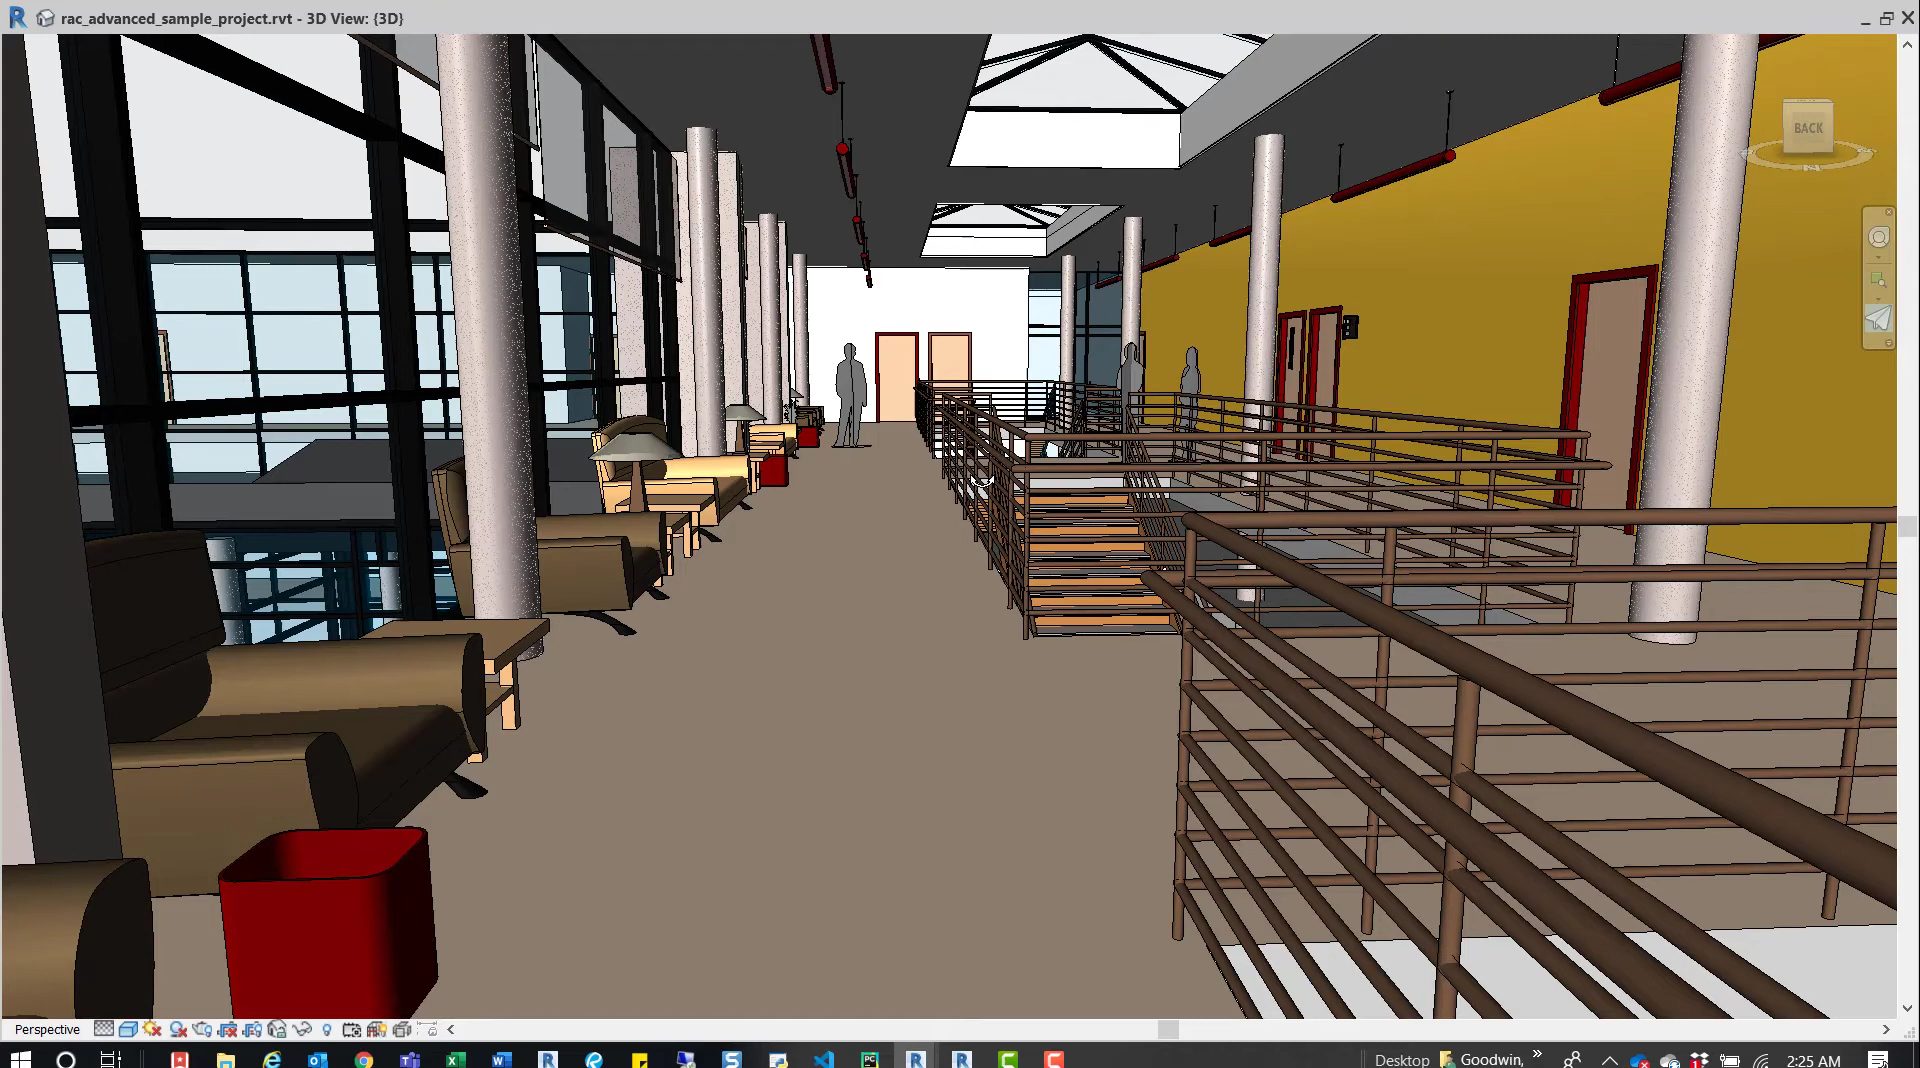 rac_advanced_sample_project.rvt - 3D View: {3D}
BACK
N
Perspective
Desktop
Goodwin,
2:25 AM